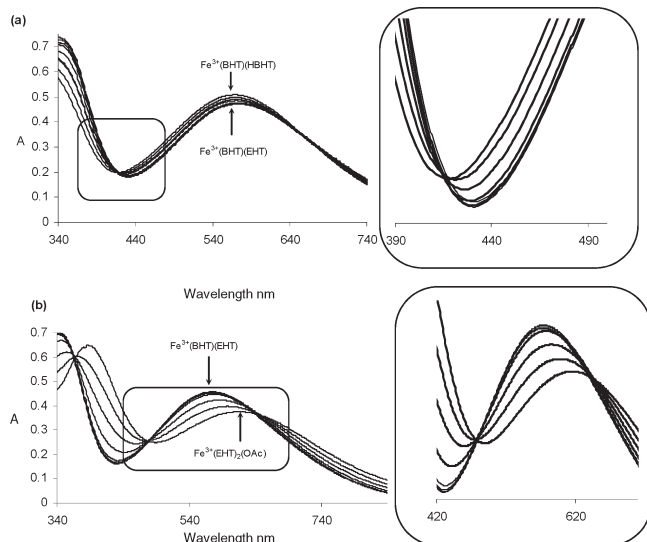 (a)
0.7
0.6
0.5
0.4
A
0.3
0.2
0.1
0
340 440 540 640 740
Fe³⁺(BHT)(HBHT)
Fe³⁺(BHT)(EHT)
390 440 490
Wavelength nm
(b)
0.7
0.6
0.5
0.4
A
0.3
0.2
0.1
0
340 540 740
Fe³⁺(BHT)(EHT)
Fe³⁺(EHT)₂(OAc)
420 620
Wavelength nm